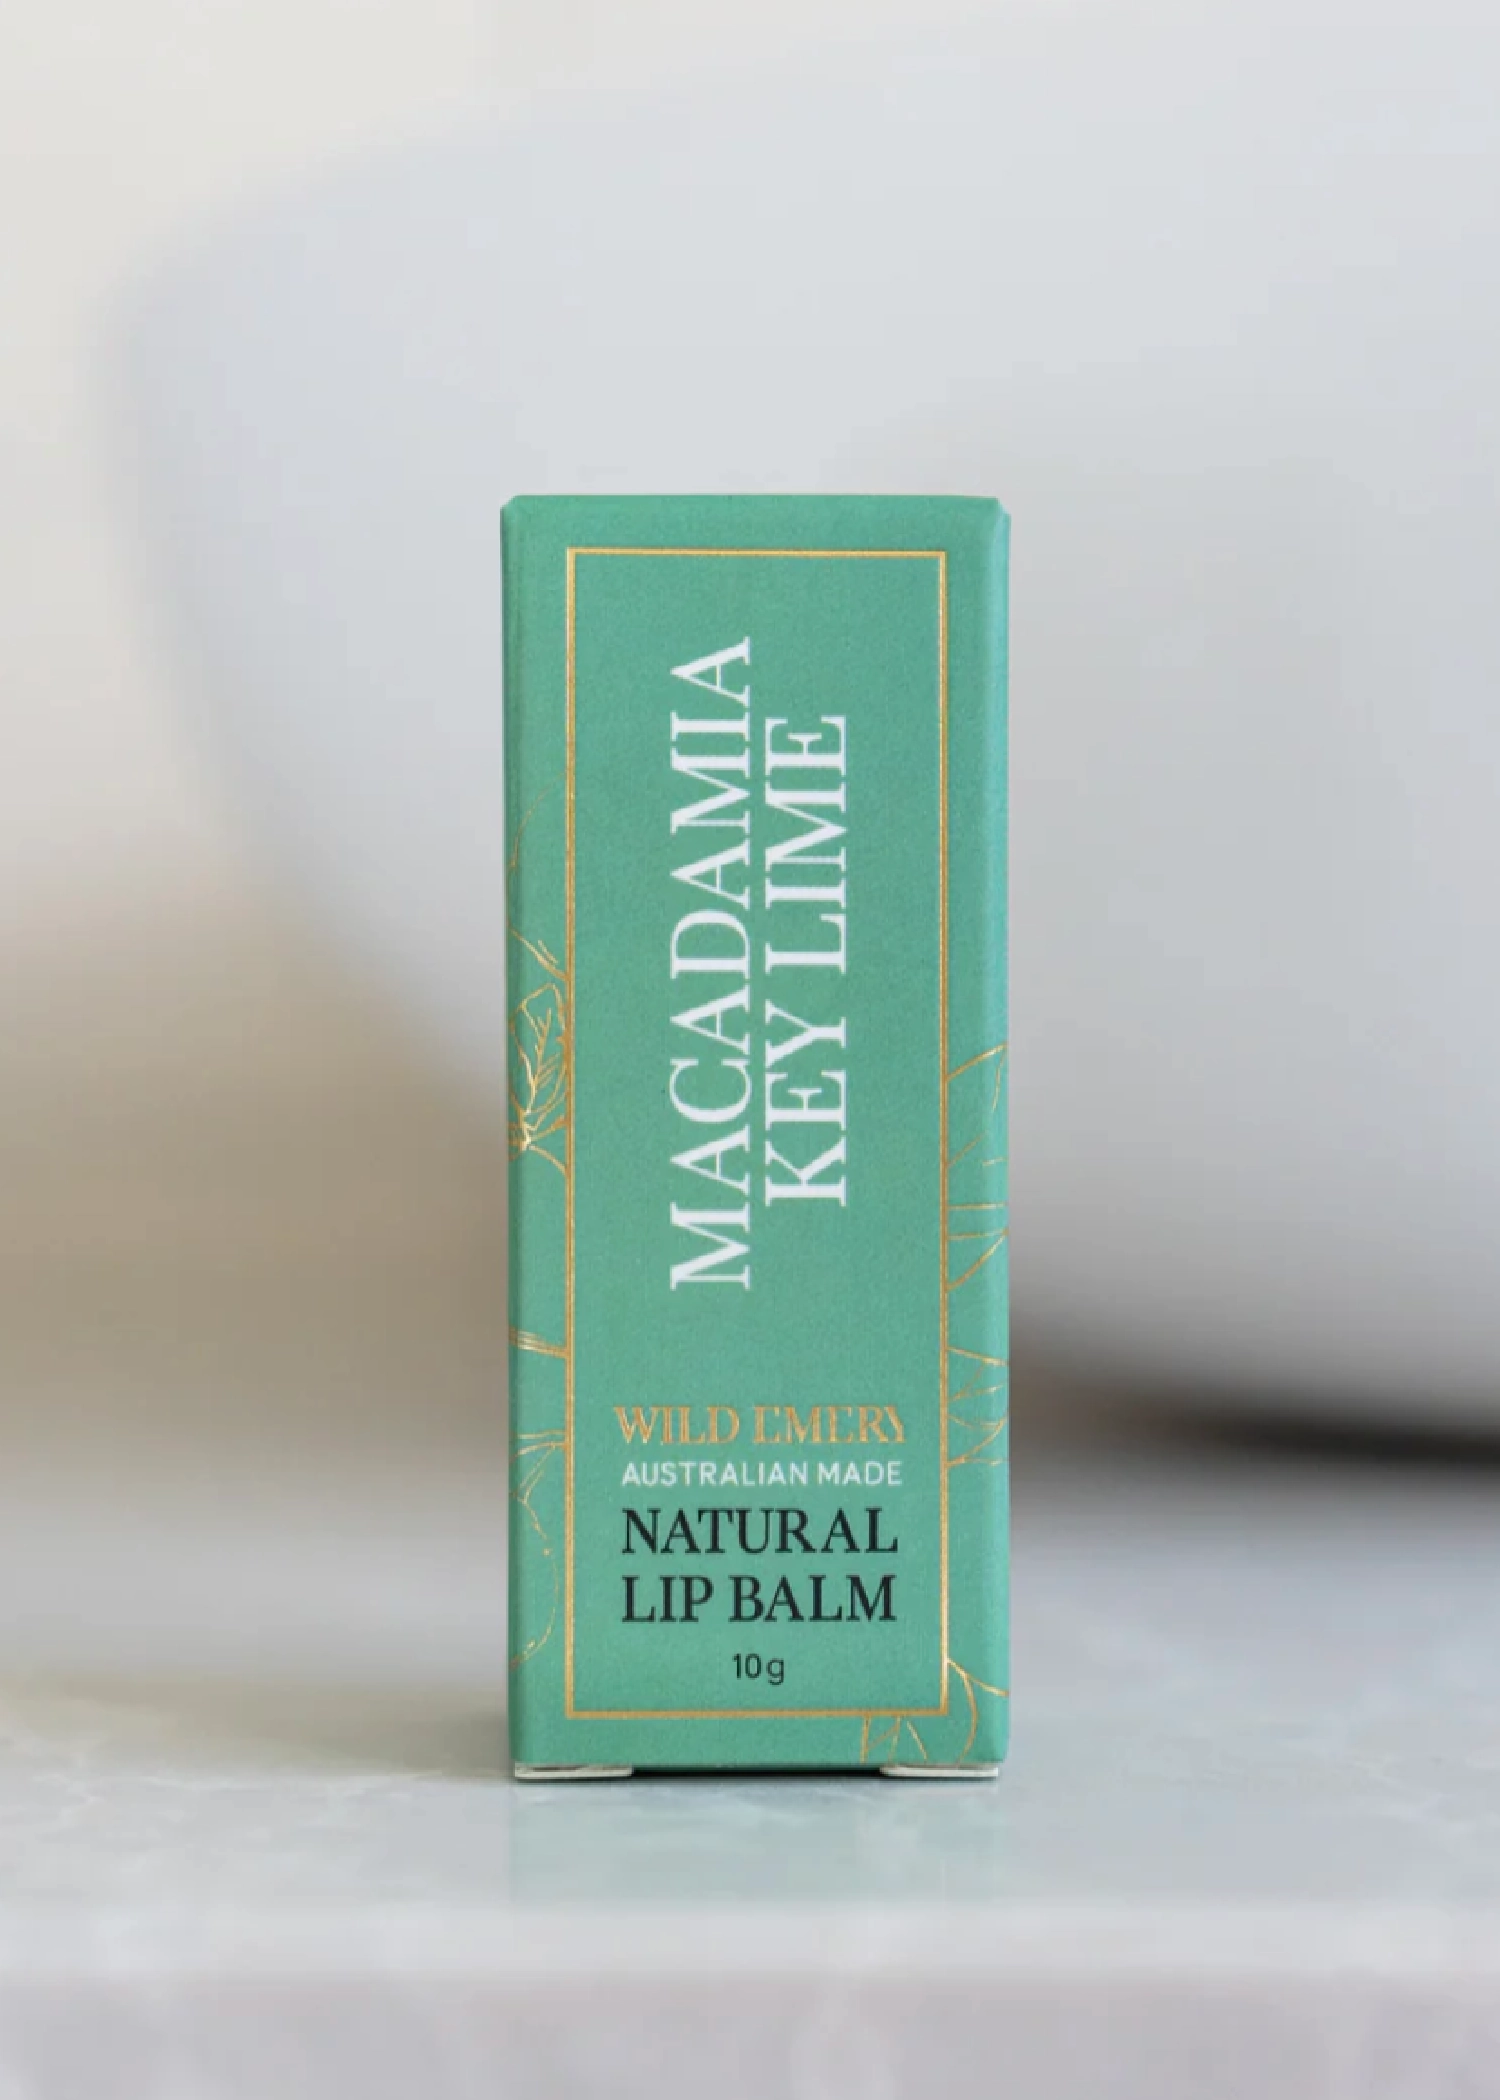 MACADAMIA
KEY LIME
WILD EMERY
AUSTRALIAN MADE
NATURAL
LIP BALM
10g